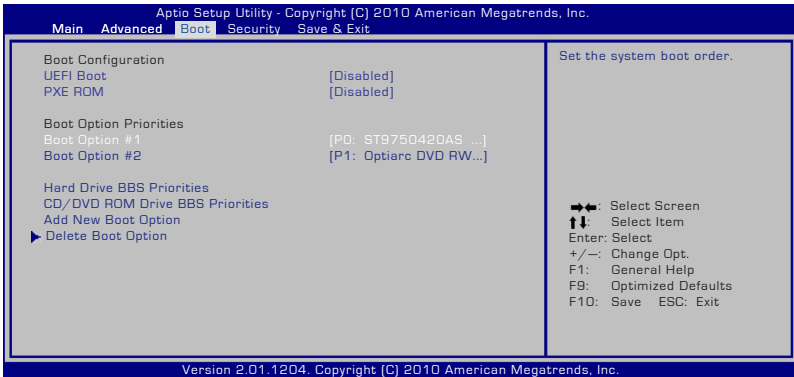 Aptio Setup Utility - Copyright (C) 2010 American Megatrends, Inc.
Main Advanced Boot Security Save & Exit
Boot Configuration
UEFI Boot [Disabled]
PXE ROM [Disabled]
Boot Option Priorities
Boot Option #1 [P0: ST9750420AS ...]
Boot Option #2 [P1: Optiarc DVD RW...]
Hard Drive BBS Priorities
CD/DVD ROM Drive BBS Priorities
Add New Boot Option
Delete Boot Option
Set the system boot order.
→←: Select Screen
↑↓: Select Item
Enter: Select
+/—: Change Opt.
F1: General Help
F9: Optimized Defaults
F10: Save ESC: Exit
Version 2.01.1204. Copyright (C) 2010 American Megatrends, Inc.